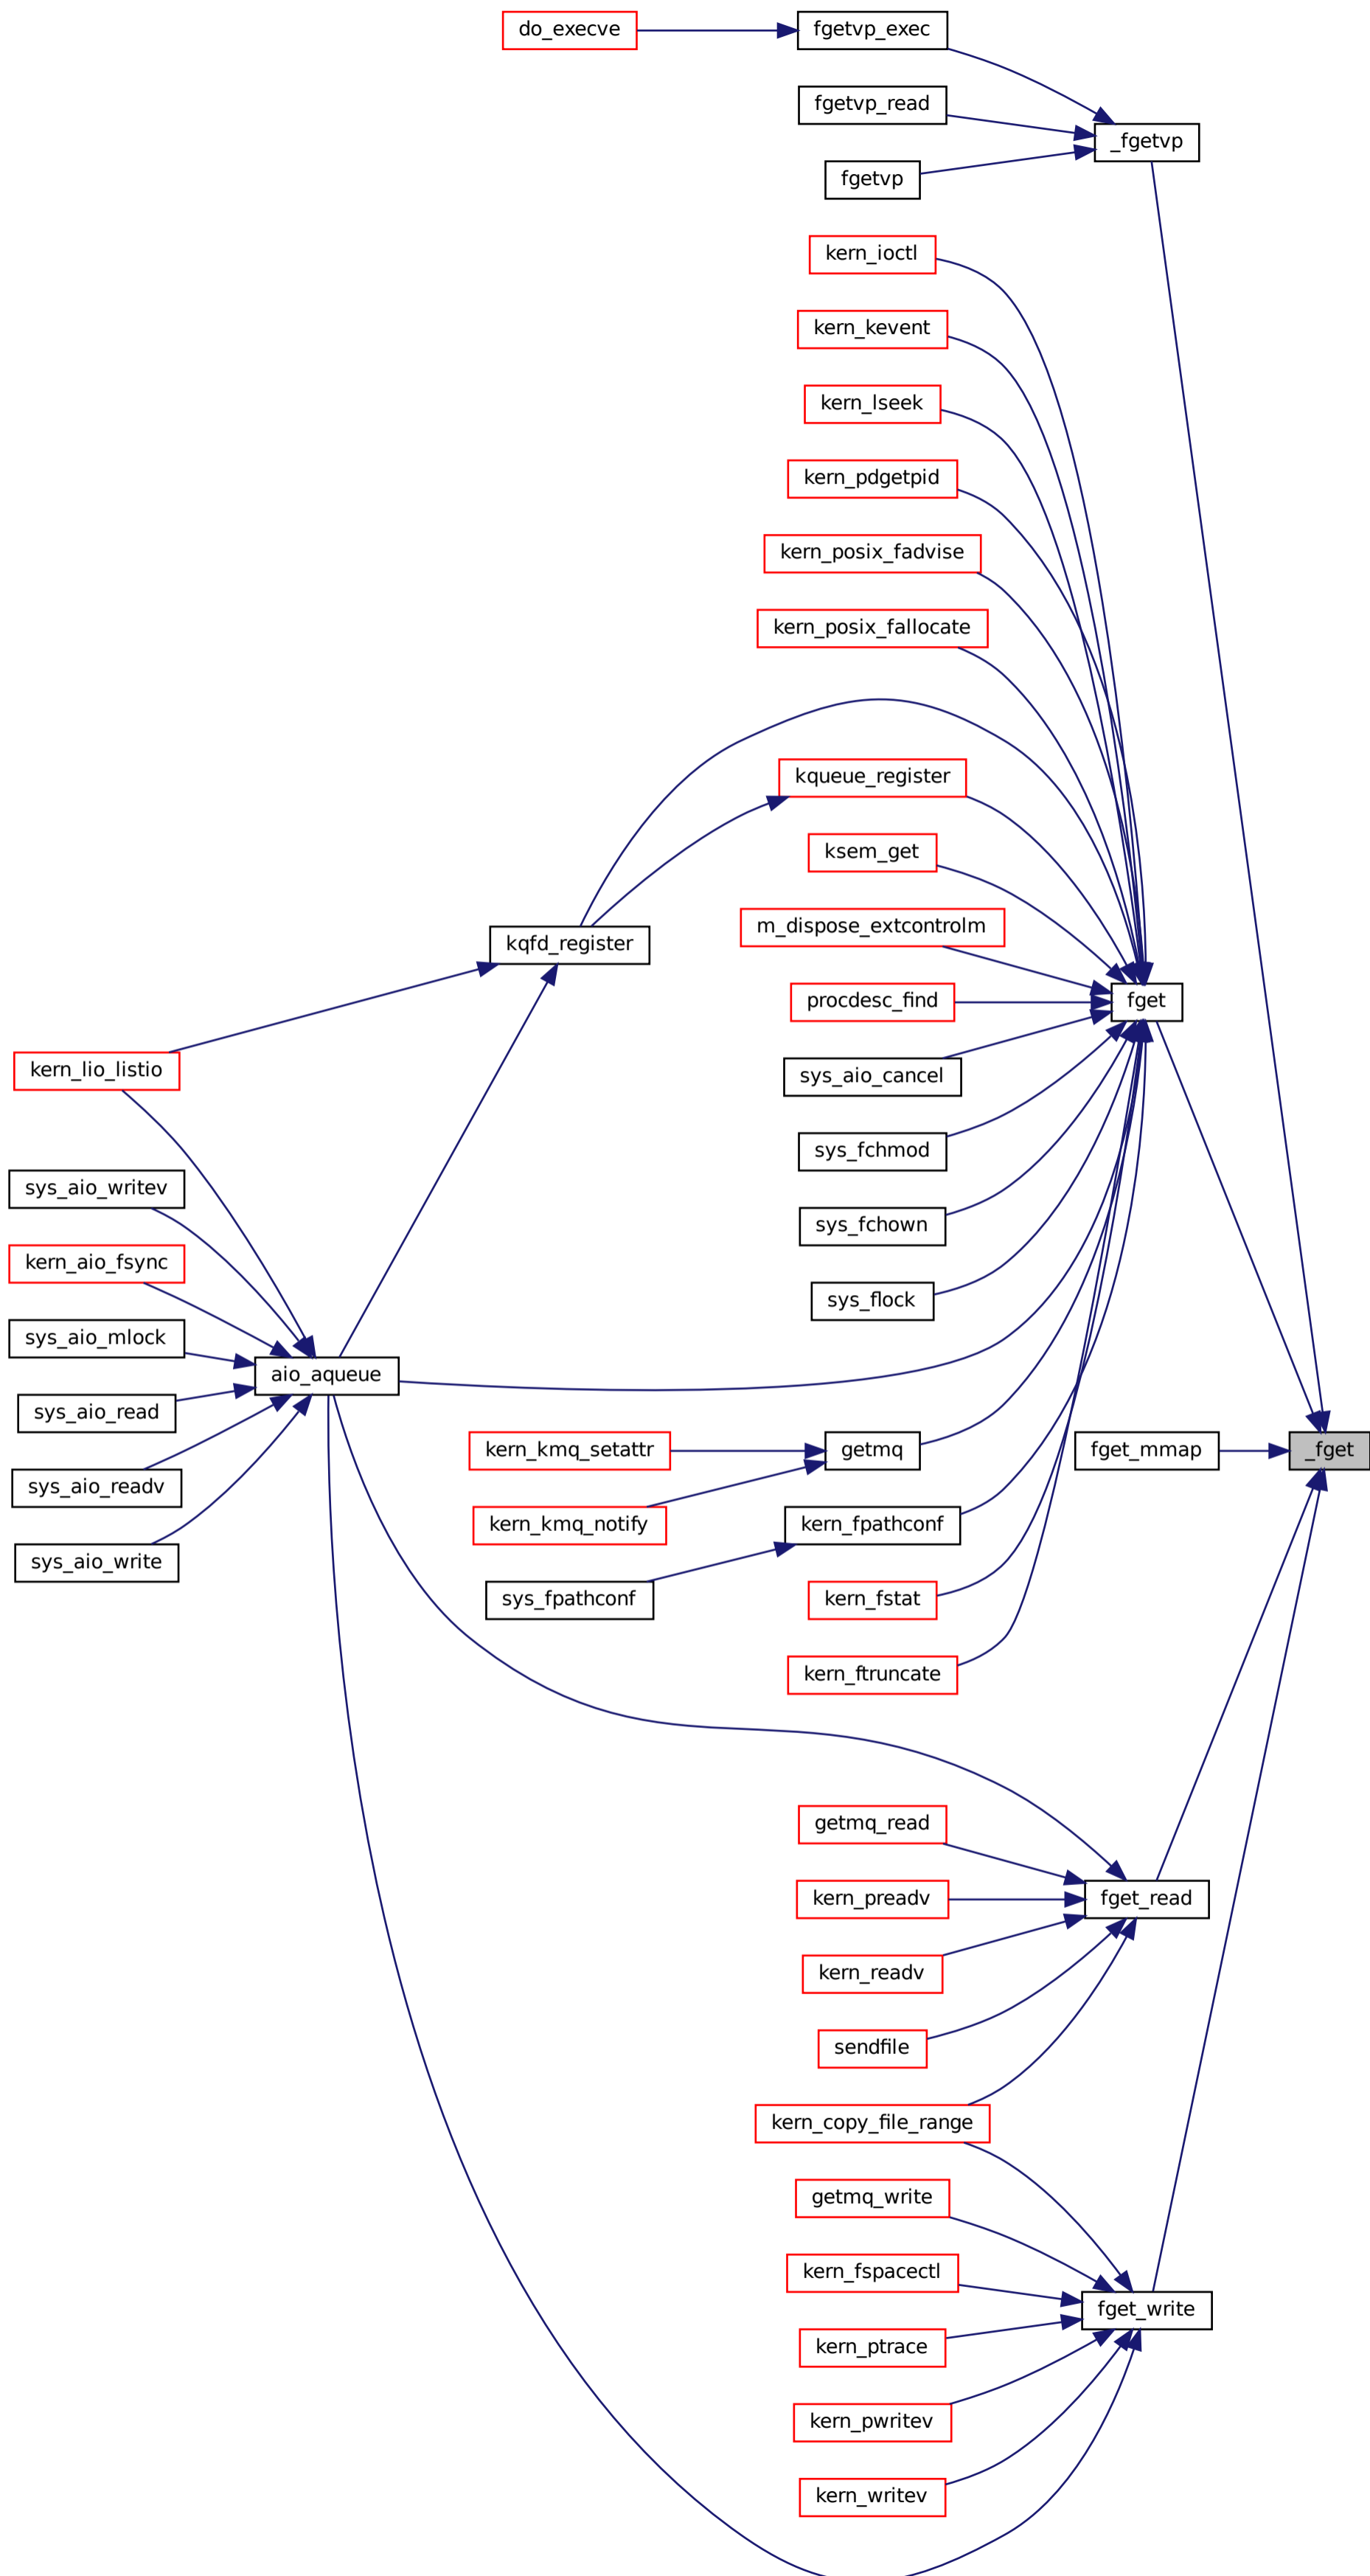 do_execve
fgetvp_exec
fgetvp_read
_fgetvp
fgetvp
kern_ioctl
kern_kevent
kern_lseek
kern_pdgetpid
kern_posix_fadvise
kern_posix_fallocate
kqueue_register
ksem_get
m_dispose_extcontrolm
kqfd_register
procdesc_find
fget
kern_lio_listio
sys_aio_cancel
sys_fchmod
sys_aio_writev
sys_fchown
kern_aio_fsync
sys_flock
sys_aio_mlock
aio_aqueue
sys_aio_read
kern_kmq_setattr
getmq
fget_mmap
_fget
sys_aio_readv
kern_kmq_notify
kern_fpathconf
sys_aio_write
sys_fpathconf
kern_fstat
kern_ftruncate
getmq_read
kern_preadv
fget_read
kern_readv
sendfile
kern_copy_file_range
getmq_write
kern_fspacectl
fget_write
kern_ptrace
kern_pwritev
kern_writev